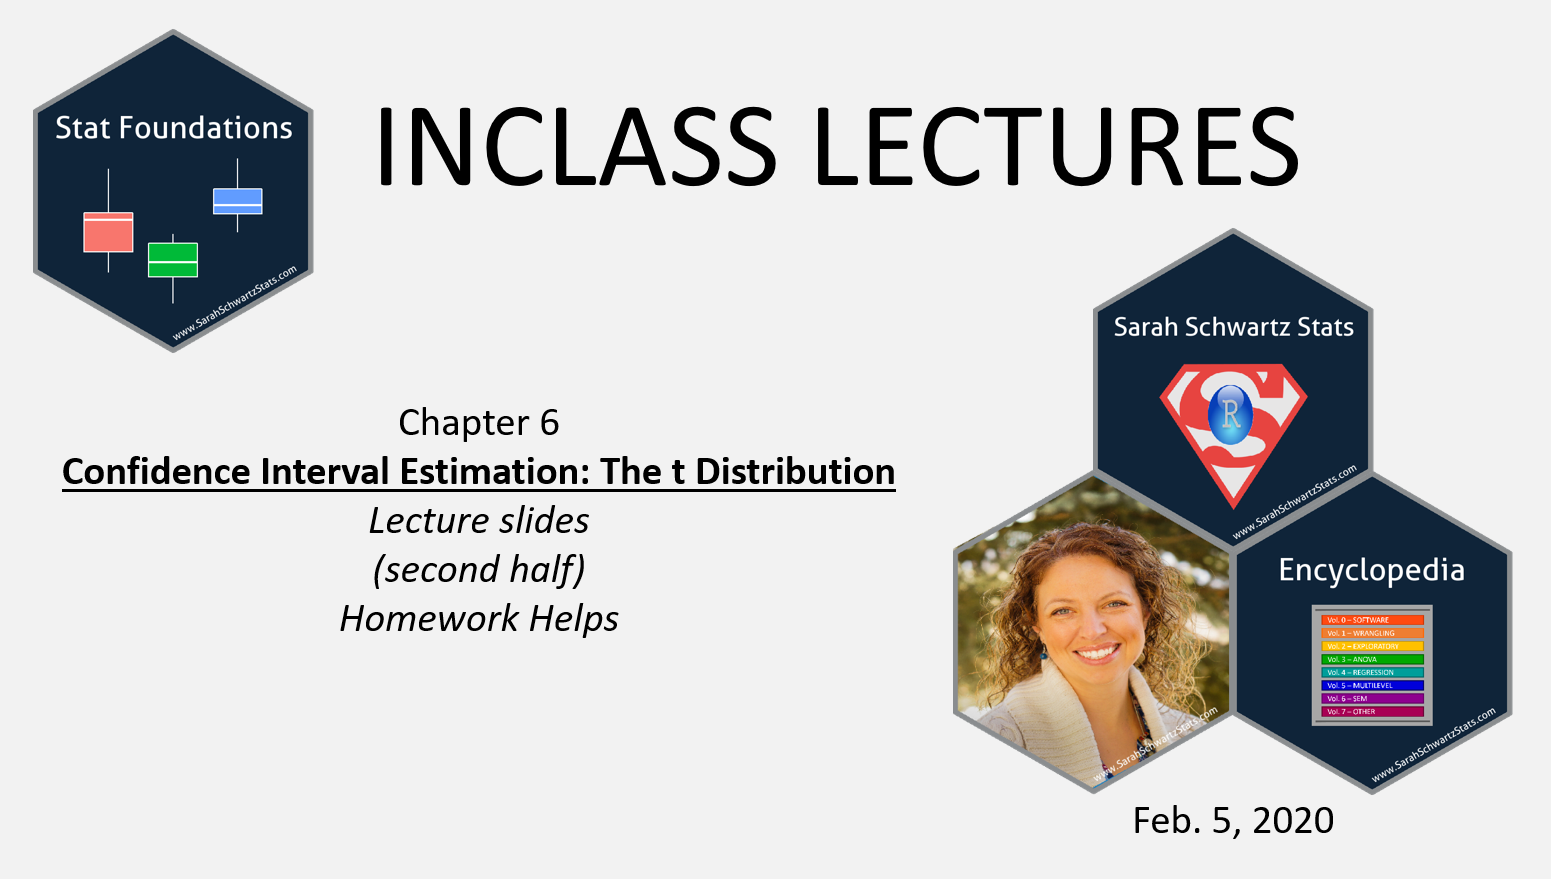 Stat Foundations
www.SarahSchwartzStats.com
INCLASS LECTURES
Chapter 6
Confidence Interval Estimation: The t Distribution
Lecture slides
(second half)
Homework Helps
Sarah Schwartz Stats
R
www.SarahSchwartzStats.com
www.SarahSchwartzStats.com
Encyclopedia
Vol. 0 – SOFTWARE
Vol. 1 – WRANGLING
Vol. 2 – EXPLORATORY
Vol. 3 – ANOVA
Vol. 4 – REGRESSION
Vol. 5 – MULTILEVEL
Vol. 6 – SEM
Vol. 7 – OTHER
www.SarahSchwartzStats.com
Feb. 5, 2020